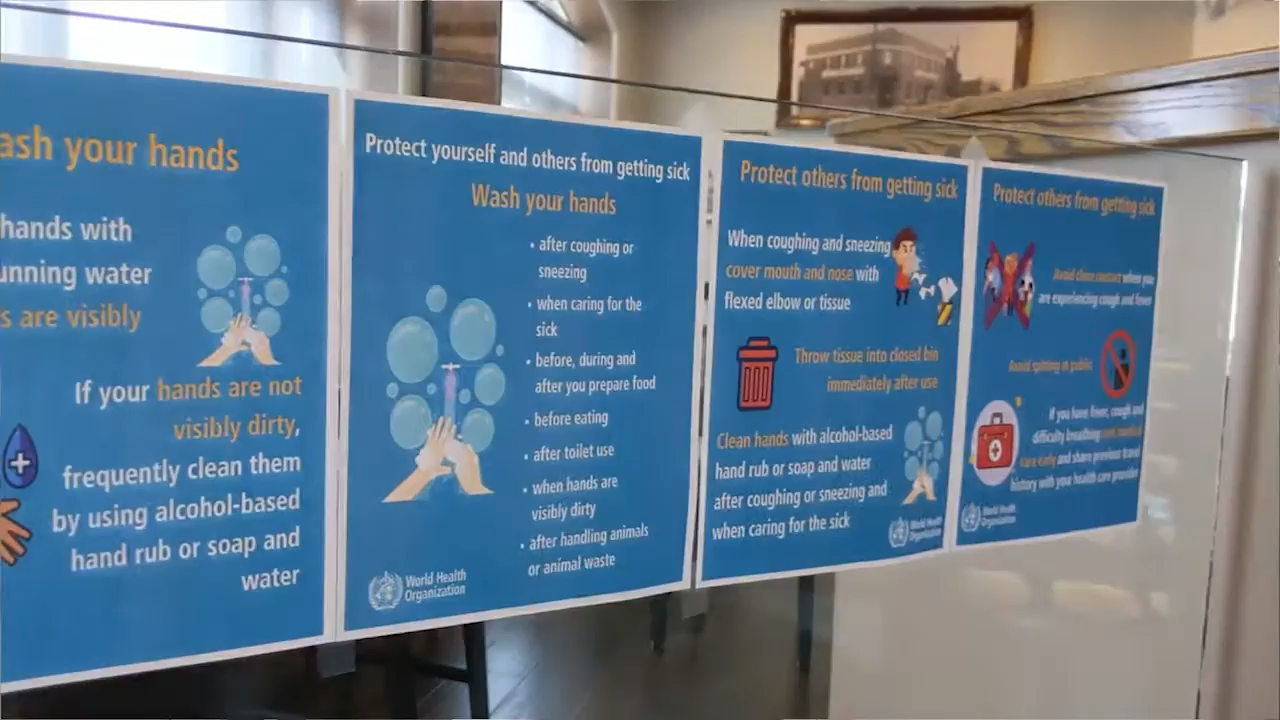 ash your hands
hands with
unning water
s are visibly
If your hands are not
visibly dirty,
frequently clean them
by using alcohol-based
hand rub or soap and
water
Protect yourself and others from getting sick
Wash your hands
• after coughing or
sneezing
• when caring for the
sick
• before, during and
after you prepare food
• before eating
• after toilet use
• when hands are
visibly dirty
• after handling animals
or animal waste
World Health
Organization
Protect others from getting sick
When coughing and sneezing
cover mouth and nose with
flexed elbow or tissue
Throw tissue into closed bin
immediately after use
Clean hands with alcohol-based
hand rub or soap and water
after coughing or sneezing and
when caring for the sick
World Health
Organization
Protect others from getting sick
Avoid close contact when you
are experiencing cough and fever
Avoid spitting in public
If you have fever, cough and
difficulty breathing seek medical
care early and share previous travel
history with your health care provider
World Health
Organization